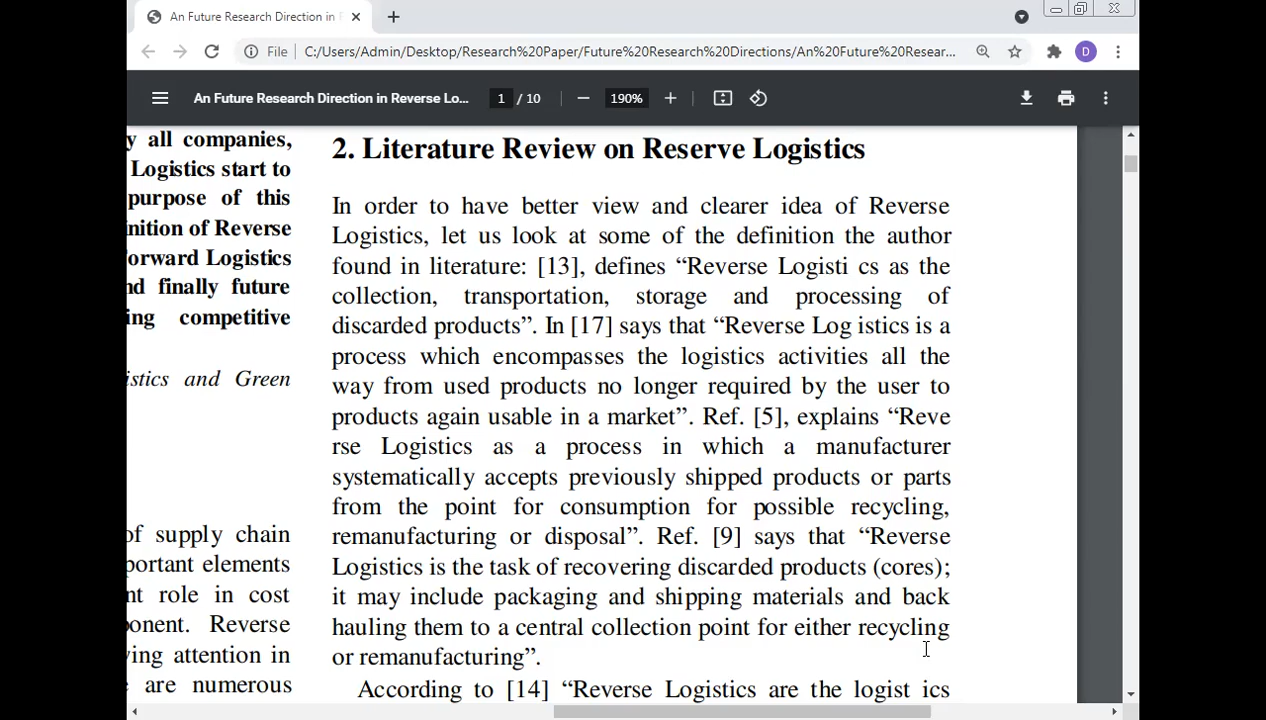 An Future Research Direction in
File
C:/Users/Admin/Desktop/Research%20Paper/Future%20Research%20Directions/An%20Future%20Resear...
D
An Future Research Direction in Reverse Lo...
1 / 10
190%
y all companies,
Logistics start to
purpose of this
inition of Reverse
orward Logistics
nd finally future
ing competitive
istics and Green
of supply chain
portant elements
nt role in cost
onent. Reverse
ving attention in
e are numerous
2. Literature Review on Reserve Logistics
In order to have better view and clearer idea of Reverse
Logistics, let us look at some of the definition the author
found in literature: [13], defines “Reverse Logisti cs as the
collection, transportation, storage and processing of
discarded products”. In [17] says that “Reverse Log istics is a
process which encompasses the logistics activities all the
way from used products no longer required by the user to
products again usable in a market”. Ref. [5], explains “Reve
rse Logistics as a process in which a manufacturer
systematically accepts previously shipped products or parts
from the point for consumption for possible recycling,
remanufacturing or disposal”. Ref. [9] says that “Reverse
Logistics is the task of recovering discarded products (cores);
it may include packaging and shipping materials and back
hauling them to a central collection point for either recycling
or remanufacturing”.
According to [14] “Reverse Logistics are the logist ics